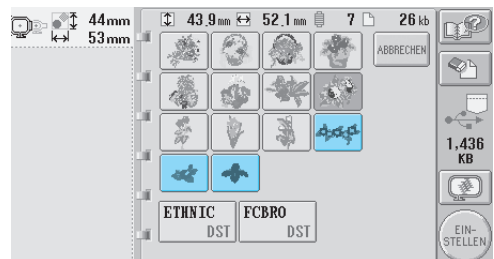 44mm
53mm
43,9mm 52,1mm 7 26kb
ABBRECHEN
1,436
KB
ETHNIC
DST
FCBRO
DST
EIN-
STELLEN